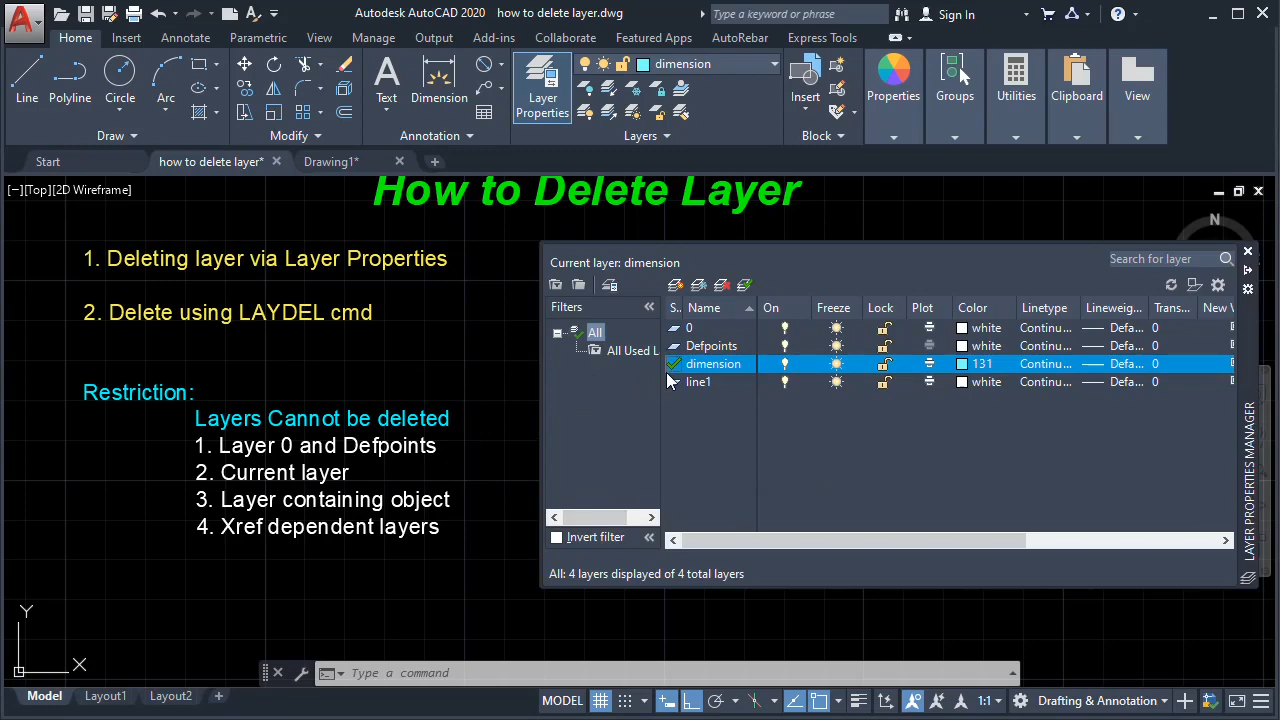 Autodesk AutoCAD 2020 how to delete layer.dwg
Type a keyword or phrase
Sign In
Home Insert Annotate Parametric View Manage Output Add-ins Collaborate Featured Apps AutoRebar Express Tools
dimension
Line Polyline Circle Arc
Text Dimension
Layer
Properties
Insert
Properties Groups Utilities Clipboard View
Draw Modify Annotation Layers Block
Start how to delete layer* Drawing1*
[−][Top][2D Wireframe]
How to Delete Layer
N
1. Deleting layer via Layer Properties
2. Delete using LAYDEL cmd
Restriction:
Layers Cannot be deleted
1. Layer 0 and Defpoints
2. Current layer
3. Layer containing object
4. Xref dependent layers
Current layer: dimension
Search for layer
Filters
All
All Used L
Invert filter
S.. Name On Freeze Lock Plot Color Linetype Lineweig... Trans... New V
0 white Continu... Defa... 0
Defpoints white Continu... Defa... 0
dimension 131 Continu... Defa... 0
line1 white Continu... Defa... 0
All: 4 layers displayed of 4 total layers
LAYER PROPERTIES MANAGER
Y
X
Type a command
Model Layout1 Layout2
MODEL 1:1 Drafting & Annotation